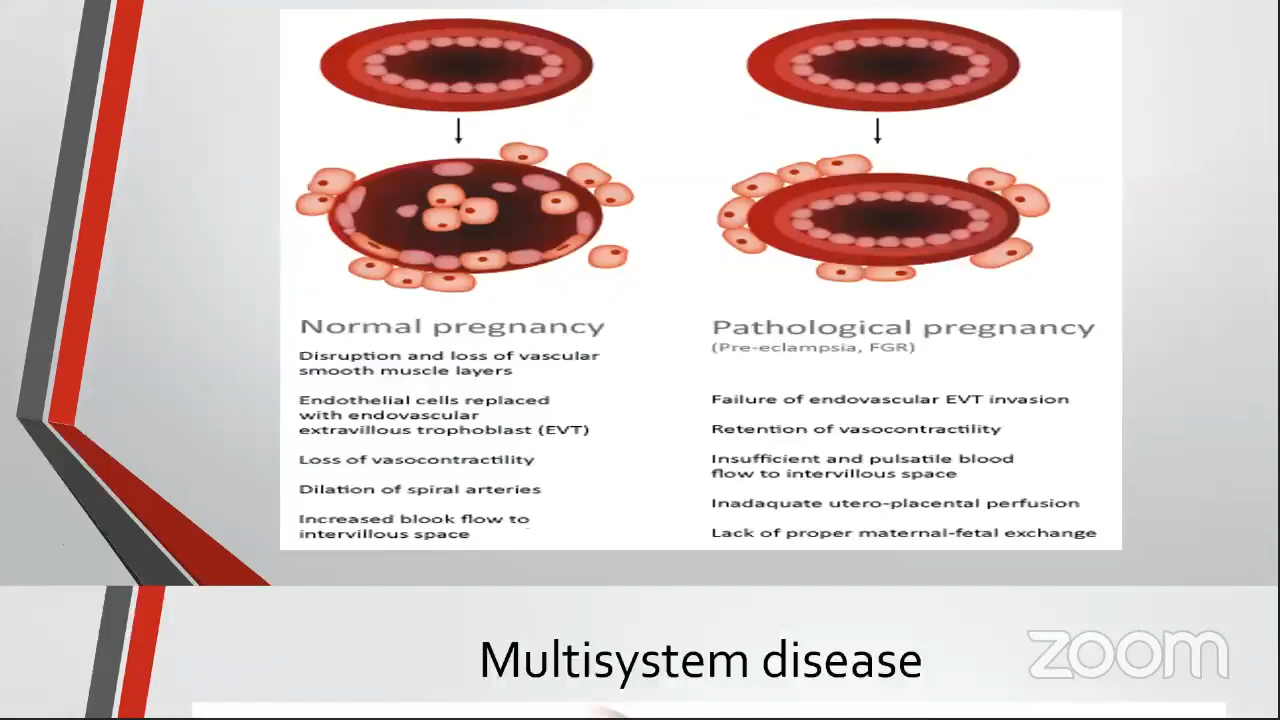 Normal pregnancy
Disruption and loss of vascular
smooth muscle layers
Endothelial cells replaced
with endovascular
extravillous trophoblast (EVT)
Loss of vasocontractility
Dilation of spiral arteries
Increased blook flow to
intervillous space
Pathological pregnancy
(Pre-eclampsia, FGR)
Failure of endovascular EVT invasion
Retention of vasocontractility
Insufficient and pulsatile blood
flow to intervillous space
Inadaquate utero-placental perfusion
Lack of proper maternal-fetal exchange
Multisystem disease
zoom